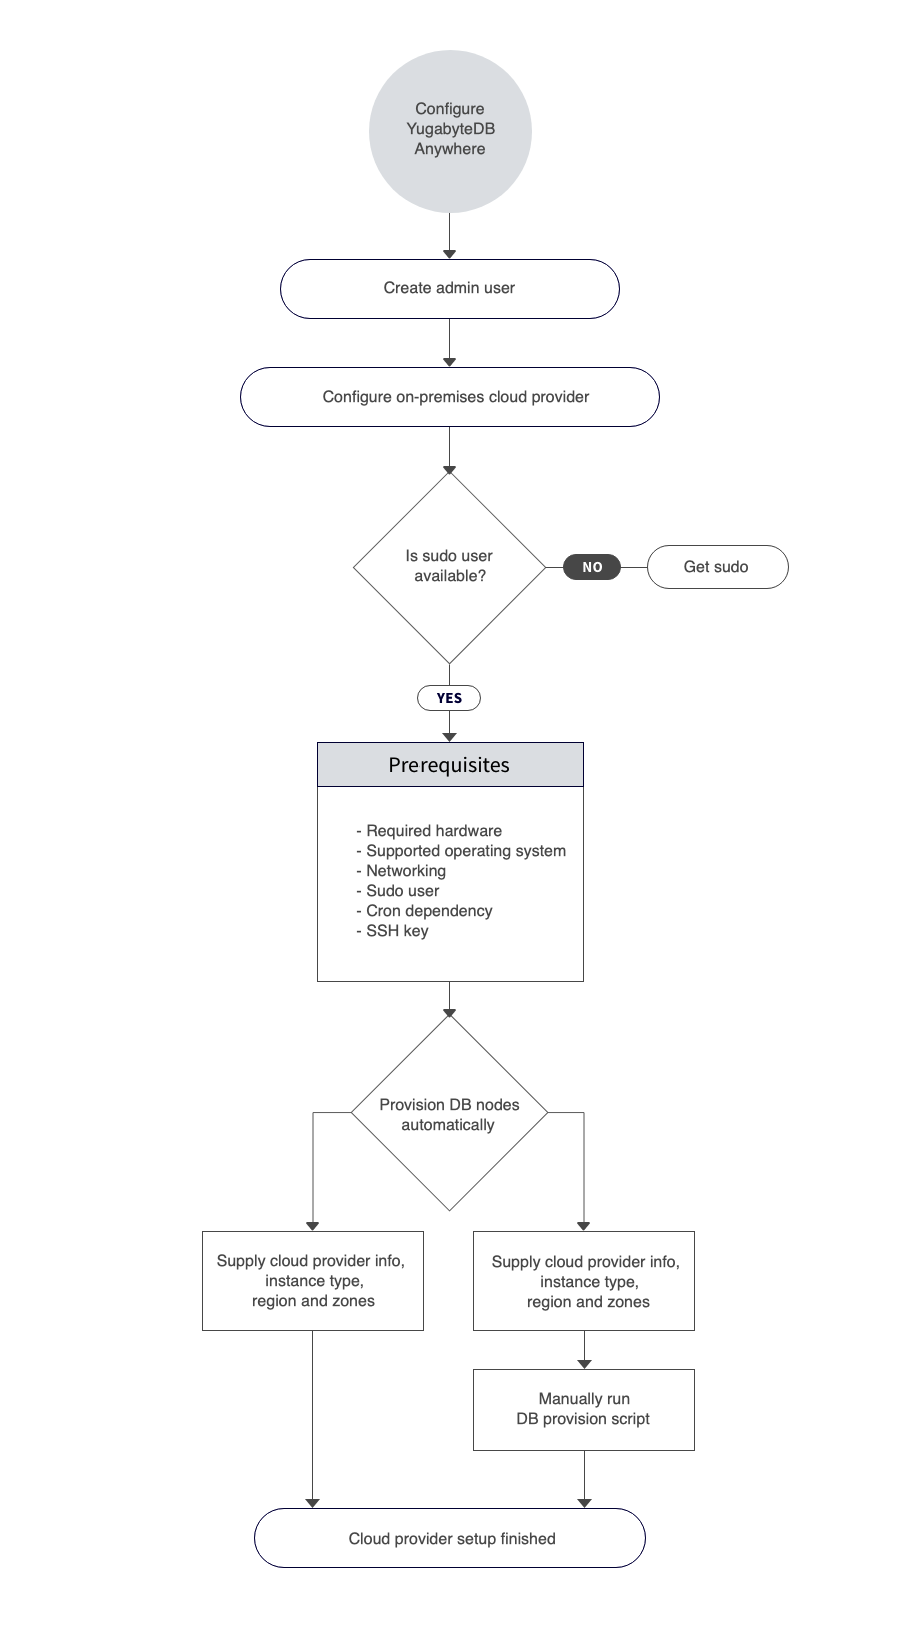 Configure
YugabyteDB
Anywhere
Create admin user
Configure on-premises cloud provider
Is sudo user
available?
NO
Get sudo
YES
Prerequisites
- Required hardware
- Supported operating system
- Networking
- Sudo user
- Cron dependency
- SSH key
Provision DB nodes
automatically
Supply cloud provider info,
instance type,
region and zones
Supply cloud provider info,
instance type,
region and zones
Manually run
DB provision script
Cloud provider setup finished